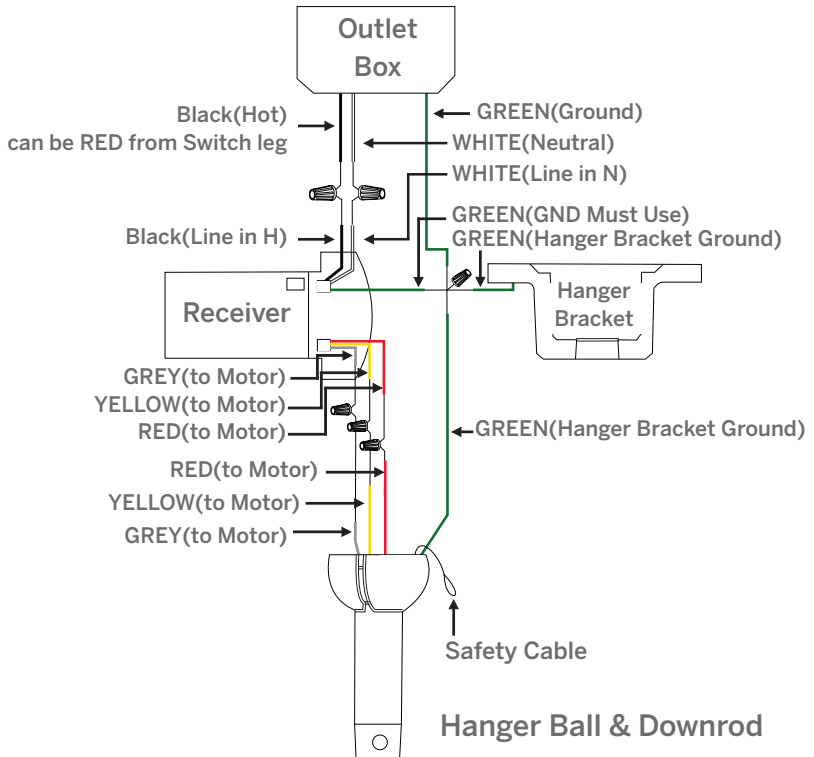 Outlet
Box
Black(Hot)
can be RED from Switch leg
GREEN(Ground)
WHITE(Neutral)
WHITE(Line in N)
GREEN(GND Must Use)
Black(Line in H)
GREEN(Hanger Bracket Ground)
Receiver
Hanger
Bracket
GREY(to Motor)
YELLOW(to Motor)
RED(to Motor)
GREEN(Hanger Bracket Ground)
RED(to Motor)
YELLOW(to Motor)
GREY(to Motor)
Safety Cable
Hanger Ball & Downrod